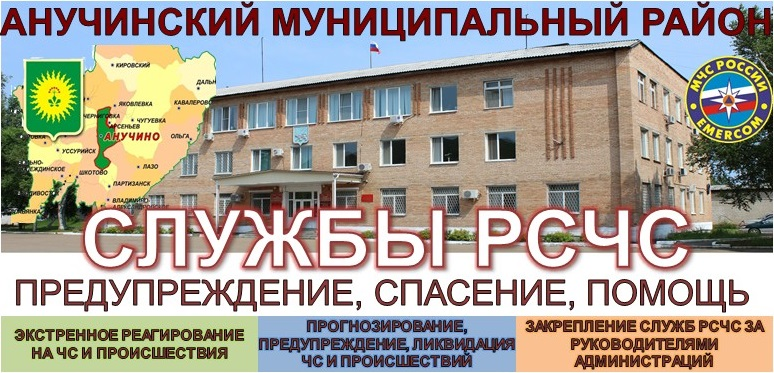 АНУЧИНСКИЙ МУНИЦИПАЛЬНЫЙ РАЙОН
КИРОВСКИЙ
ДАЛЬ
ЯКОВЛЕВКА
КАВАЛЕРОВО
ЧЕРНИГОВКА
ЧУГУЕВКА
АРСЕНЬЕВ
АНУЧИНО
ОЛЬГА
УССУРИЙСК
ЛАЗО
ШКОТОВО
ПАРТИЗАНСК
МЧС РОССИИ
EMERCOM
СЛУЖБЫ РСЧС
ПРЕДУПРЕЖДЕНИЕ, СПАСЕНИЕ, ПОМОЩЬ
ЭКСТРЕННОЕ РЕАГИРОВАНИЕ
НА ЧС И ПРОИСШЕСТВИЯ
ПРОГНОЗИРОВАНИЕ,
ПРЕДУПРЕЖДЕНИЕ, ЛИКВИДАЦИЯ
ЧС И ПРОИСШЕСТВИЙ
ЗАКРЕПЛЕНИЕ СЛУЖБ РСЧС ЗА
РУКОВОДИТЕЛЯМИ
АДМИНИСТРАЦИЙ